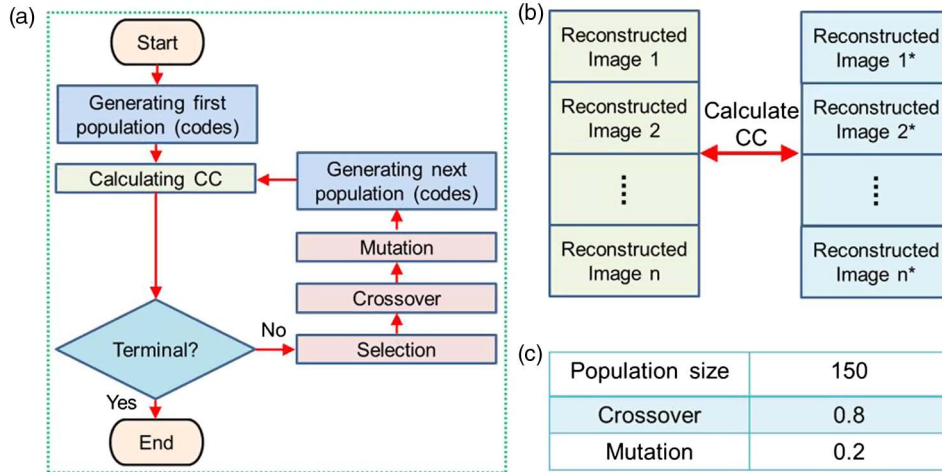 (a)
Start
Generating first
population (codes)
Calculating CC
Generating next
population (codes)
Mutation
Crossover
Selection
No
Terminal?
Yes
End
(b)
Reconstructed
Image 1
Reconstructed
Image 2
Reconstructed
Image n
Calculate
CC
Reconstructed
Image 1*
Reconstructed
Image 2*
Reconstructed
Image n*
(c)
Population size 150
Crossover 0.8
Mutation 0.2